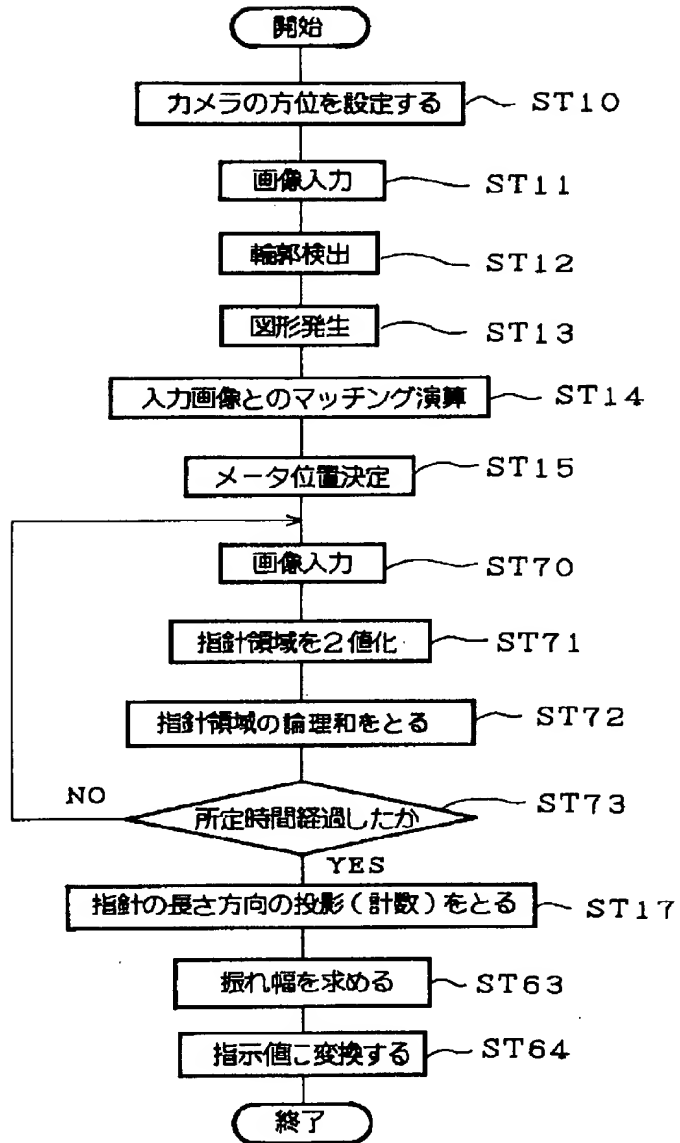 開始
カメラの方位を設定する ST10
画像入力 ST11
輪郭検出 ST12
図形発生 ST13
入力画像とのマッチング演算 ST14
メータ位置決定 ST15
画像入力 ST70
指針領域を2値化 ST71
指針領域の論理和をとる ST72
NO
所定時間経過したか ST73
YES
指針の長さ方向の投影(計数)をとる ST17
振れ幅を求める ST63
指示値に変換する ST64
終了